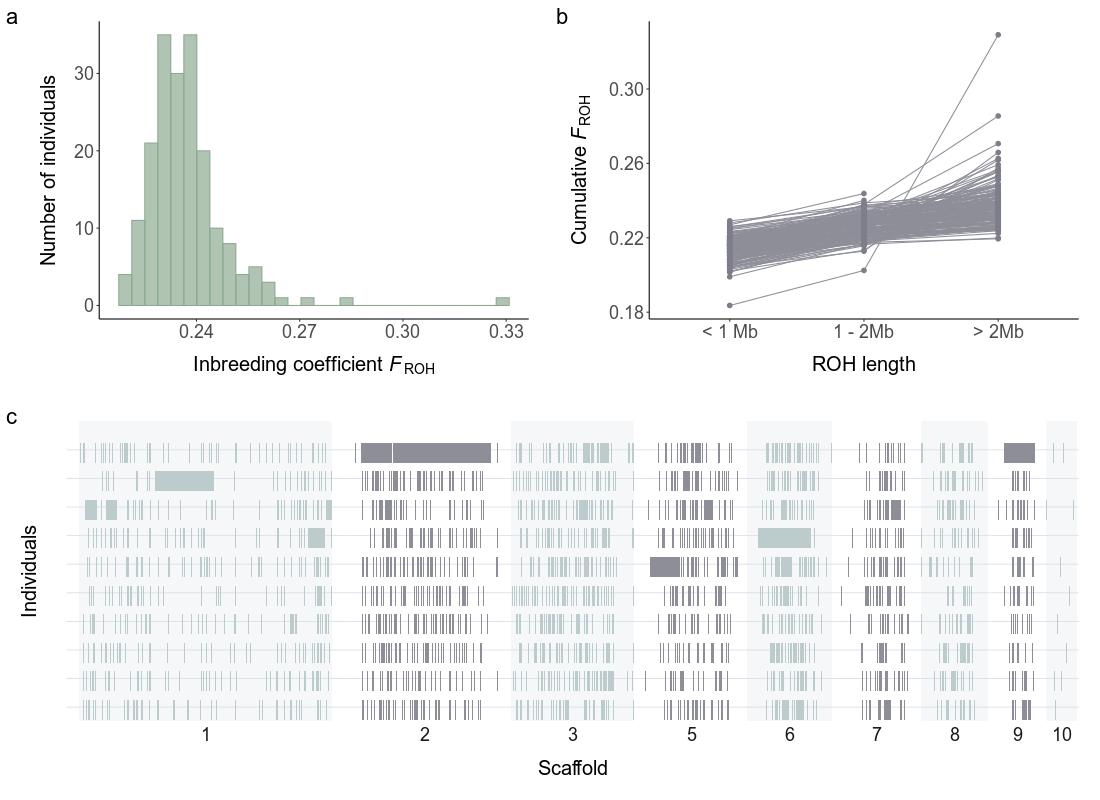 a
Number of individuals
30
20
10
0
0.24 0.27 0.30 0.33
Inbreeding coefficient FROH
b
Cumulative FROH
0.30
0.26
0.22
0.18
< 1 Mb 1 - 2Mb > 2Mb
ROH length
c
Individuals
1 2 3 5 6 7 8 9 10
Scaffold